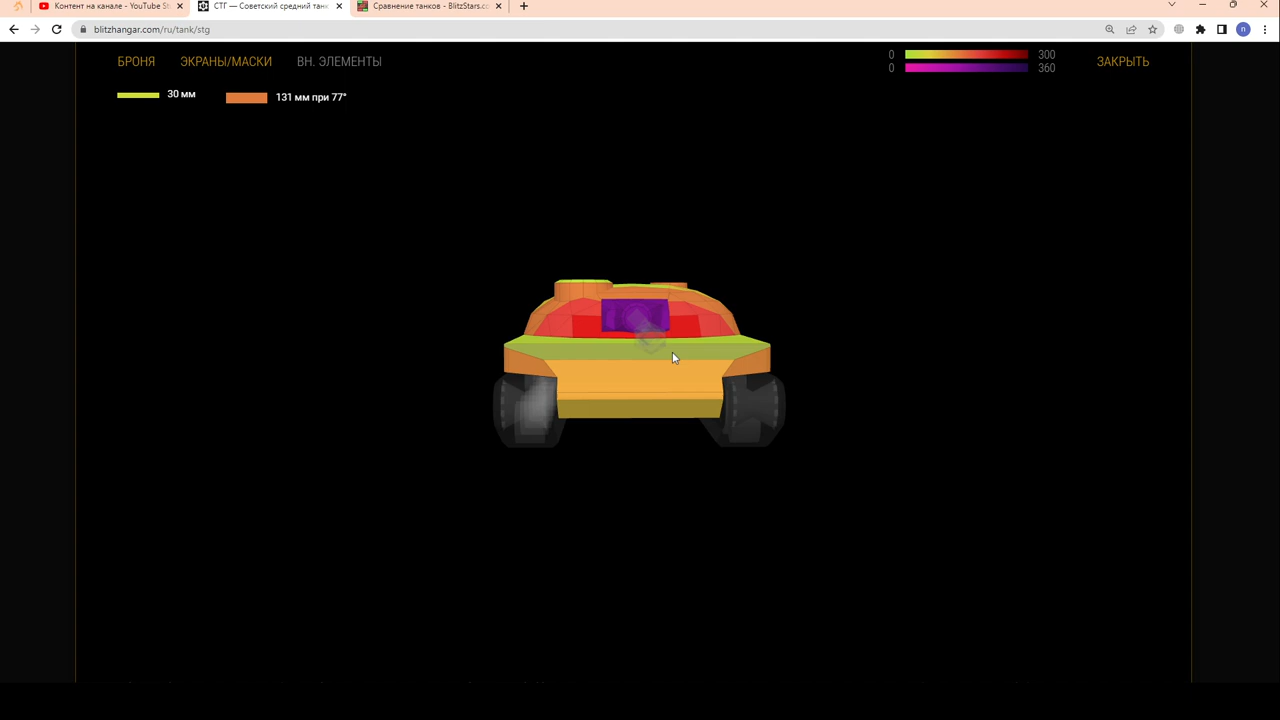 Контент на канале - YouTube St
СТГ — Советский средний танк
Сравнение танков - BlitzStars.co
blitzhangar.com/ru/tank/stg
п
БРОНЯ ЭКРАНЫ/МАСКИ ВН. ЭЛЕМЕНТЫ
0 300
0 360
ЗАКРЫТЬ
30 мм 131 мм при 77°